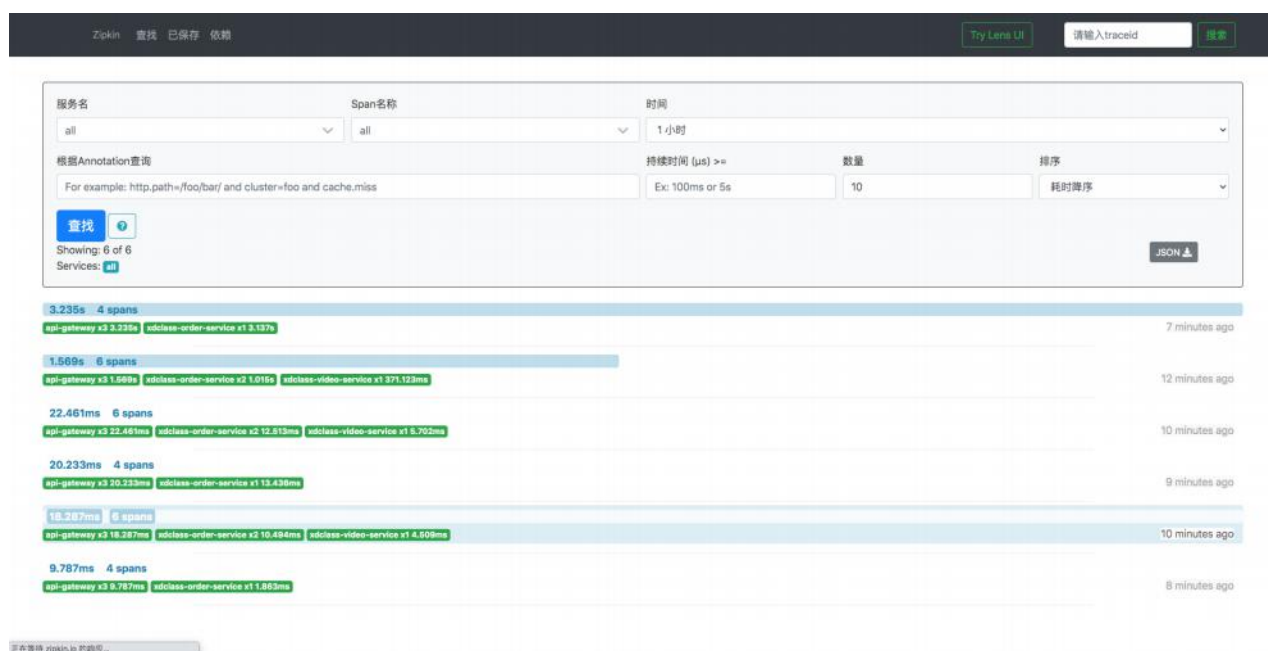 Zipkin 查找 已保存 依赖 Try Lens UI 请输入traceid 搜索
服务名 Span名称 时间
all all 1 小时
根据Annotation查询 持续时间 (μs) >= 数量 排序
For example: http.path=/foo/bar/ and cluster=foo and cache.miss Ex: 100ms or 5s 10 耗时降序
查找
Showing: 6 of 6
Services: all
JSON
3.235s 4 spans
api-gateway x3 3.235s xdclass-order-service x1 3.137s 7 minutes ago
1.569s 6 spans
api-gateway x3 1.569s xdclass-order-service x2 1.015s xdclass-video-service x1 371.123ms 12 minutes ago
22.461ms 6 spans
api-gateway x3 22.461ms xdclass-order-service x2 12.513ms xdclass-video-service x1 5.702ms 10 minutes ago
20.233ms 4 spans
api-gateway x3 20.233ms xdclass-order-service x1 13.436ms 9 minutes ago
18.287ms 6 spans
api-gateway x3 18.287ms xdclass-order-service x2 10.494ms xdclass-video-service x1 4.509ms 10 minutes ago
9.787ms 4 spans
api-gateway x3 9.787ms xdclass-order-service x1 1.863ms 8 minutes ago
正在等待 zipkin.io 的响应...